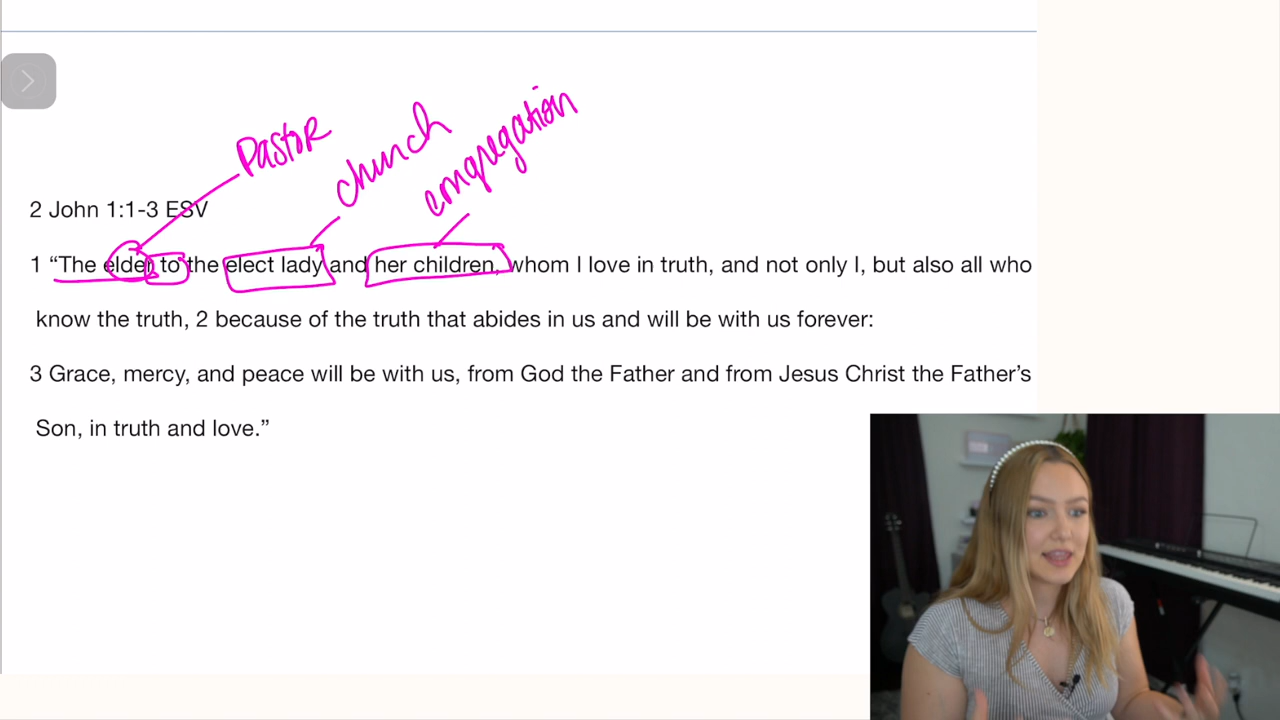 Pastor
church
congregation
2 John 1:1-3 ESV
1 “The elder to the elect lady and her children, whom I love in truth, and not only I, but also all who
know the truth, 2 because of the truth that abides in us and will be with us forever:
3 Grace, mercy, and peace will be with us, from God the Father and from Jesus Christ the Father’s
Son, in truth and love.”